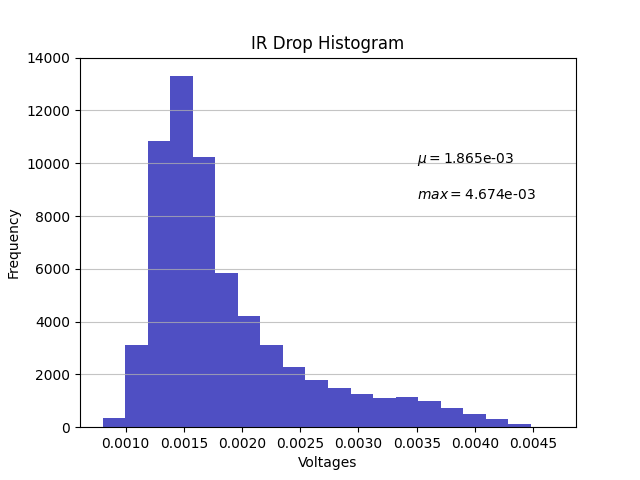 IR Drop Histogram
14000
12000
10000
8000
6000
4000
2000
0
Frequency
μ = 1.865e-03
max = 4.674e-03
0.0010 0.0015 0.0020 0.0025 0.0030 0.0035 0.0040 0.0045
Voltages